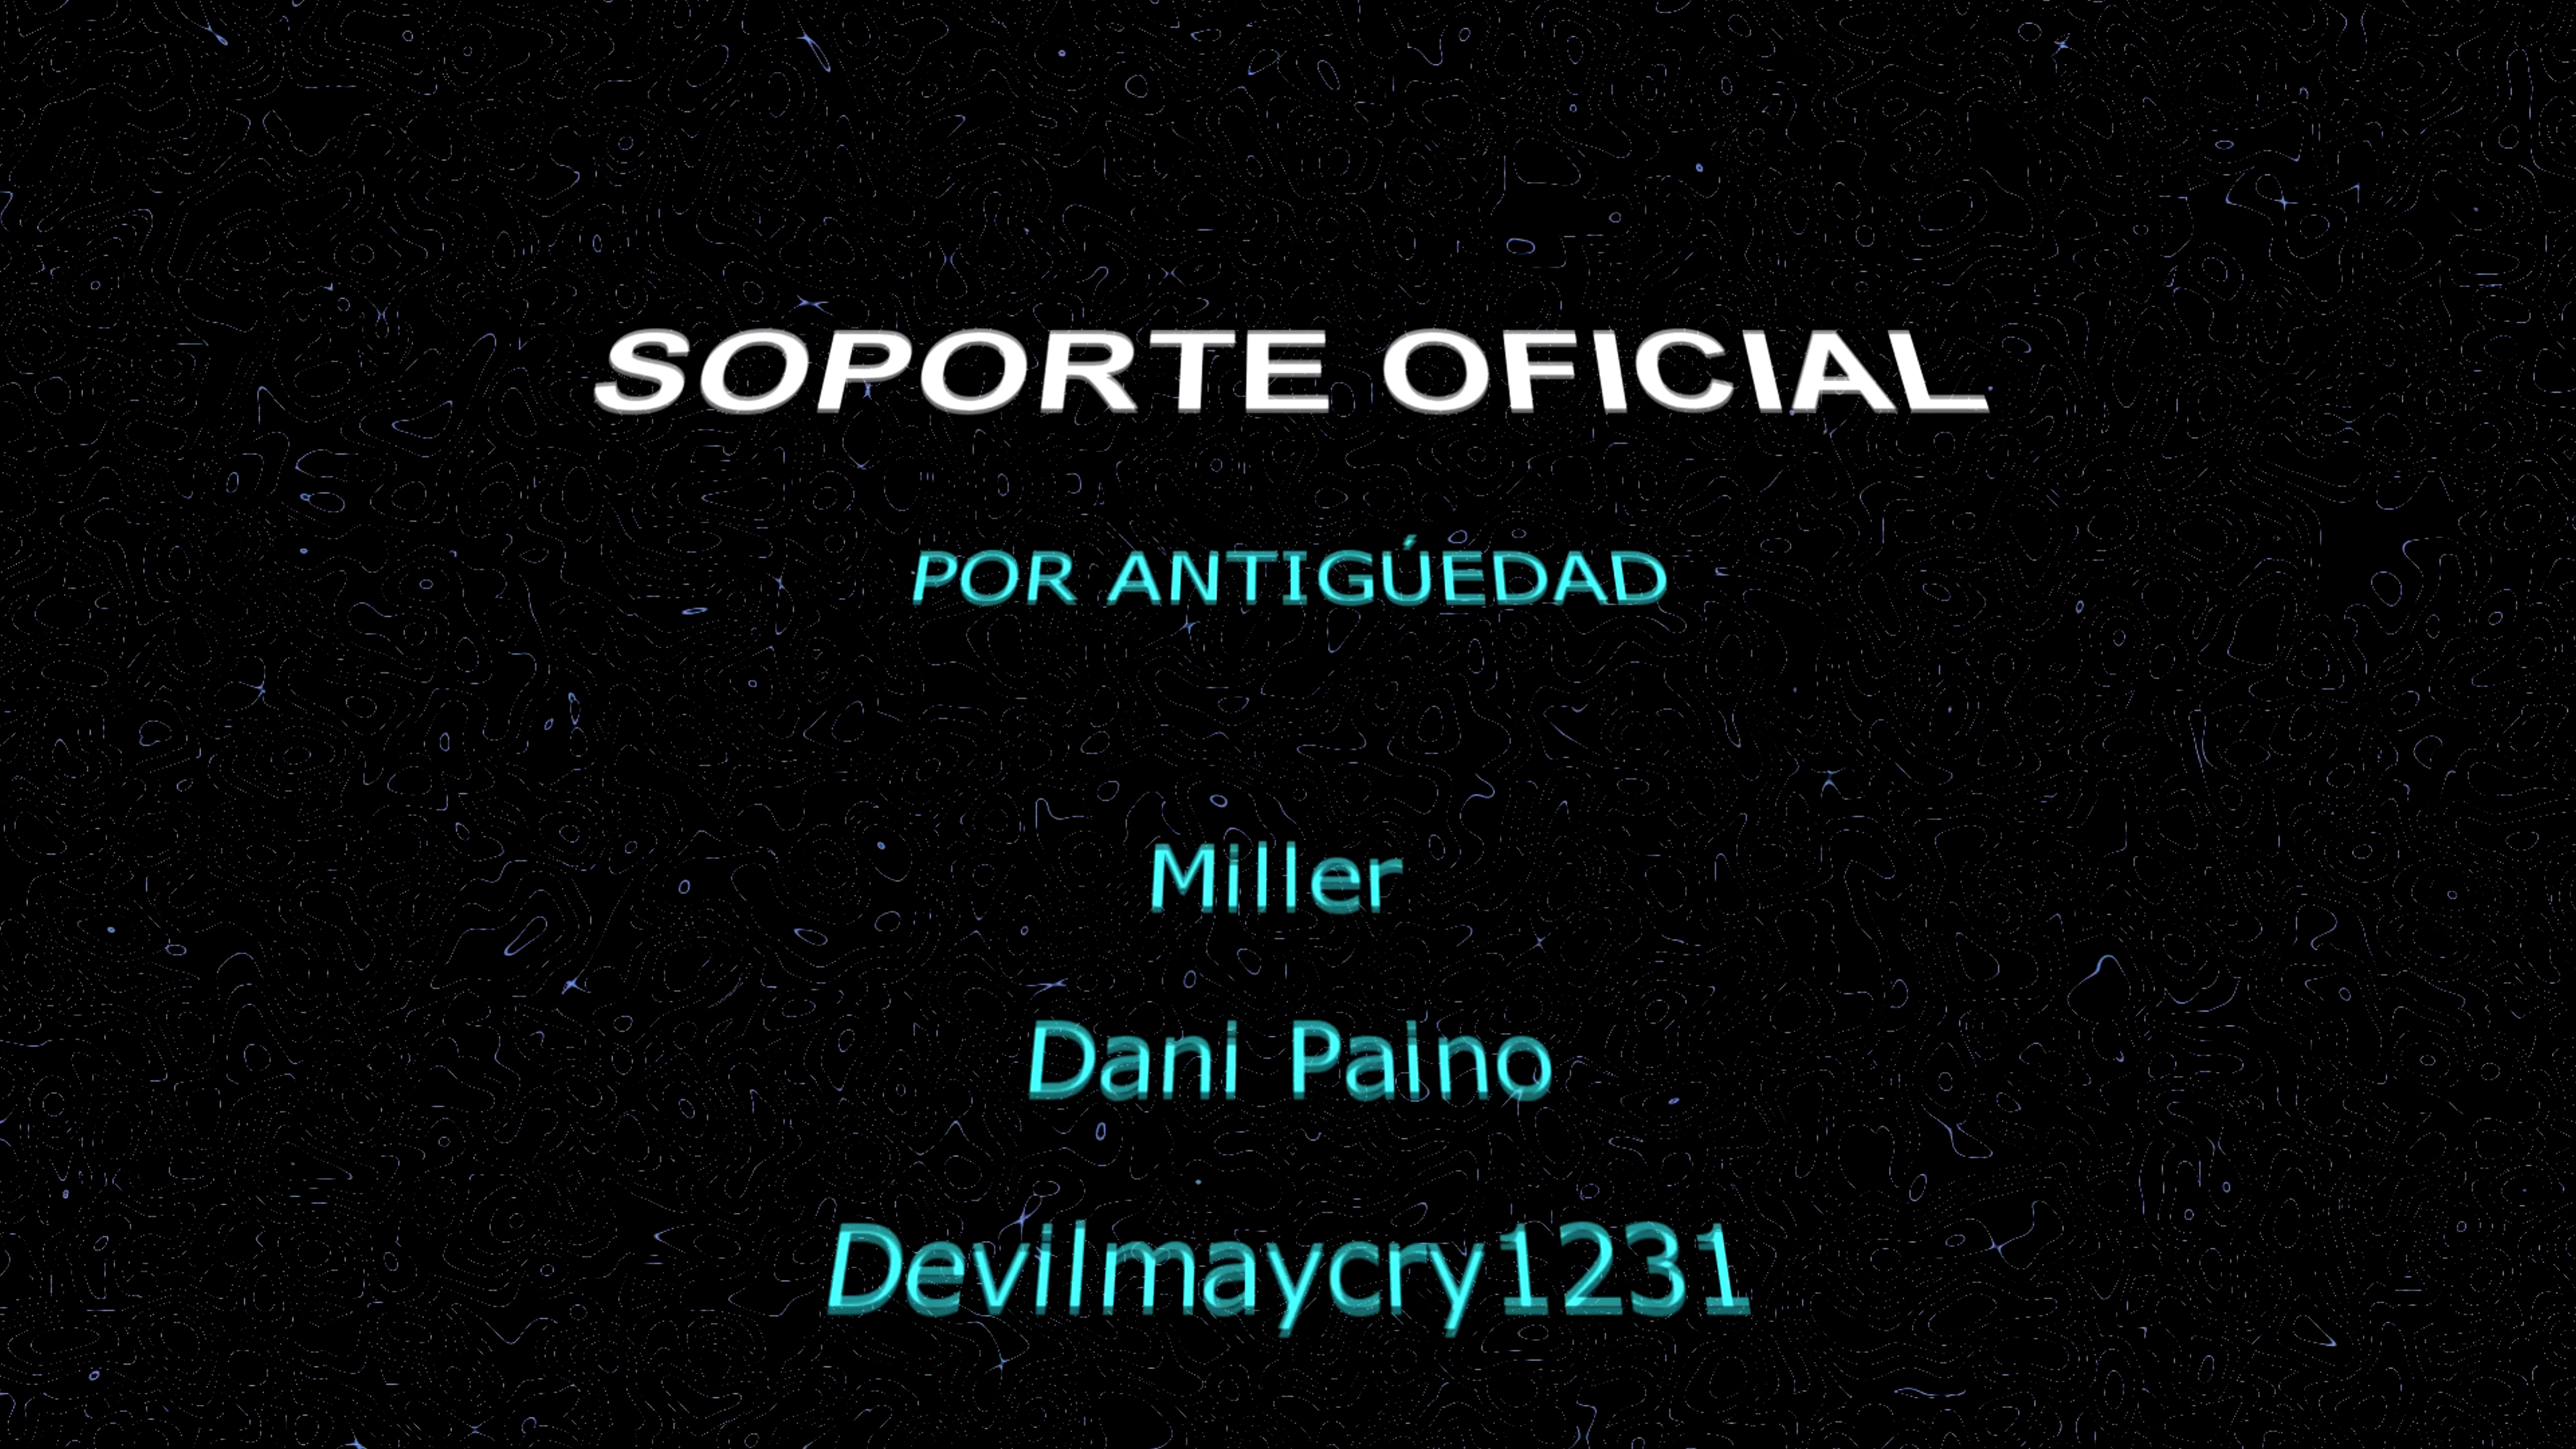 SOPORTE OFICIAL
POR ANTIGÚEDAD
Miller
Dani Paino
Devilmaycry1231